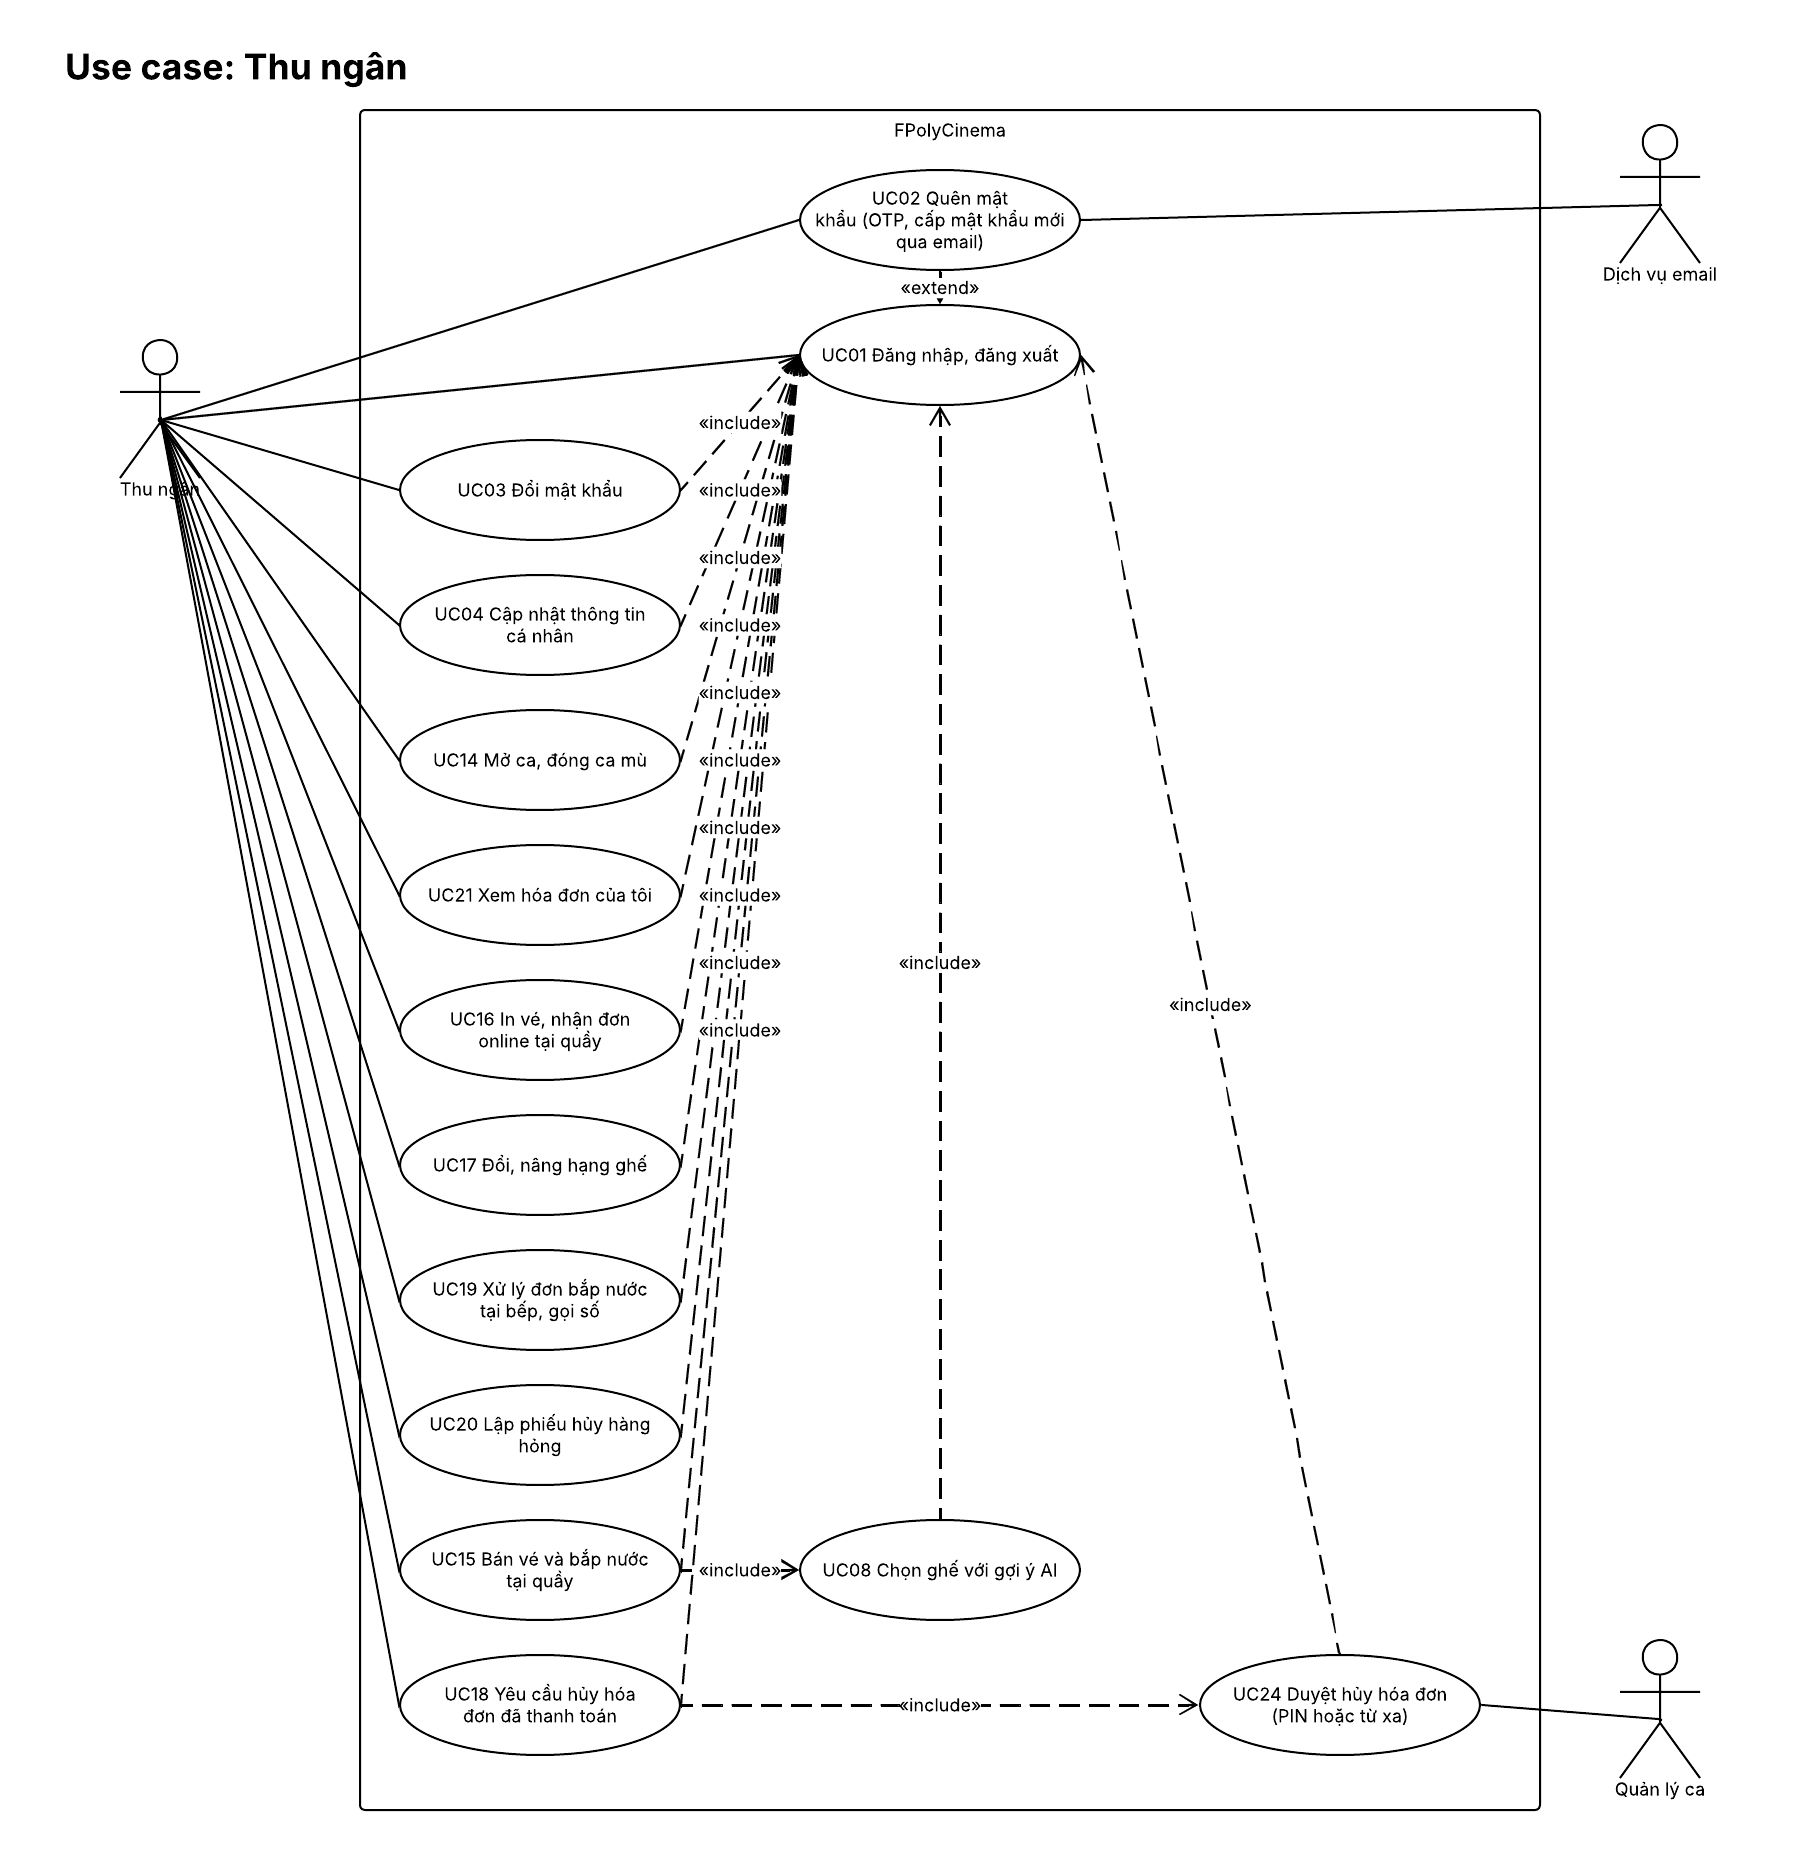 Use case: Thu ngân
FPolyCinema
UC02 Quên mật
khẩu (OTP, cấp mật khẩu mới
qua email)
Dịch vụ email
«extend»
UC01 Đăng nhập, đăng xuất
«include»
Thu ngân
UC03 Đổi mật khẩu
«include»
«include»
UC04 Cập nhật thông tin
cá nhân
«include»
«include»
UC14 Mở ca, đóng ca mù
«include»
«include»
UC21 Xem hóa đơn của tôi
«include»
«include»
«include»
«include»
UC16 In vé, nhận đơn
online tại quầy
«include»
UC17 Đổi, nâng hạng ghế
UC19 Xử lý đơn bắp nước
tại bếp, gọi số
UC20 Lập phiếu hủy hàng
hỏng
UC15 Bán vé và bắp nước
tại quầy
«include»
UC08 Chọn ghế với gợi ý AI
UC18 Yêu cầu hủy hóa
đơn đã thanh toán
«include»
UC24 Duyệt hủy hóa đơn
(PIN hoặc từ xa)
Quản lý ca